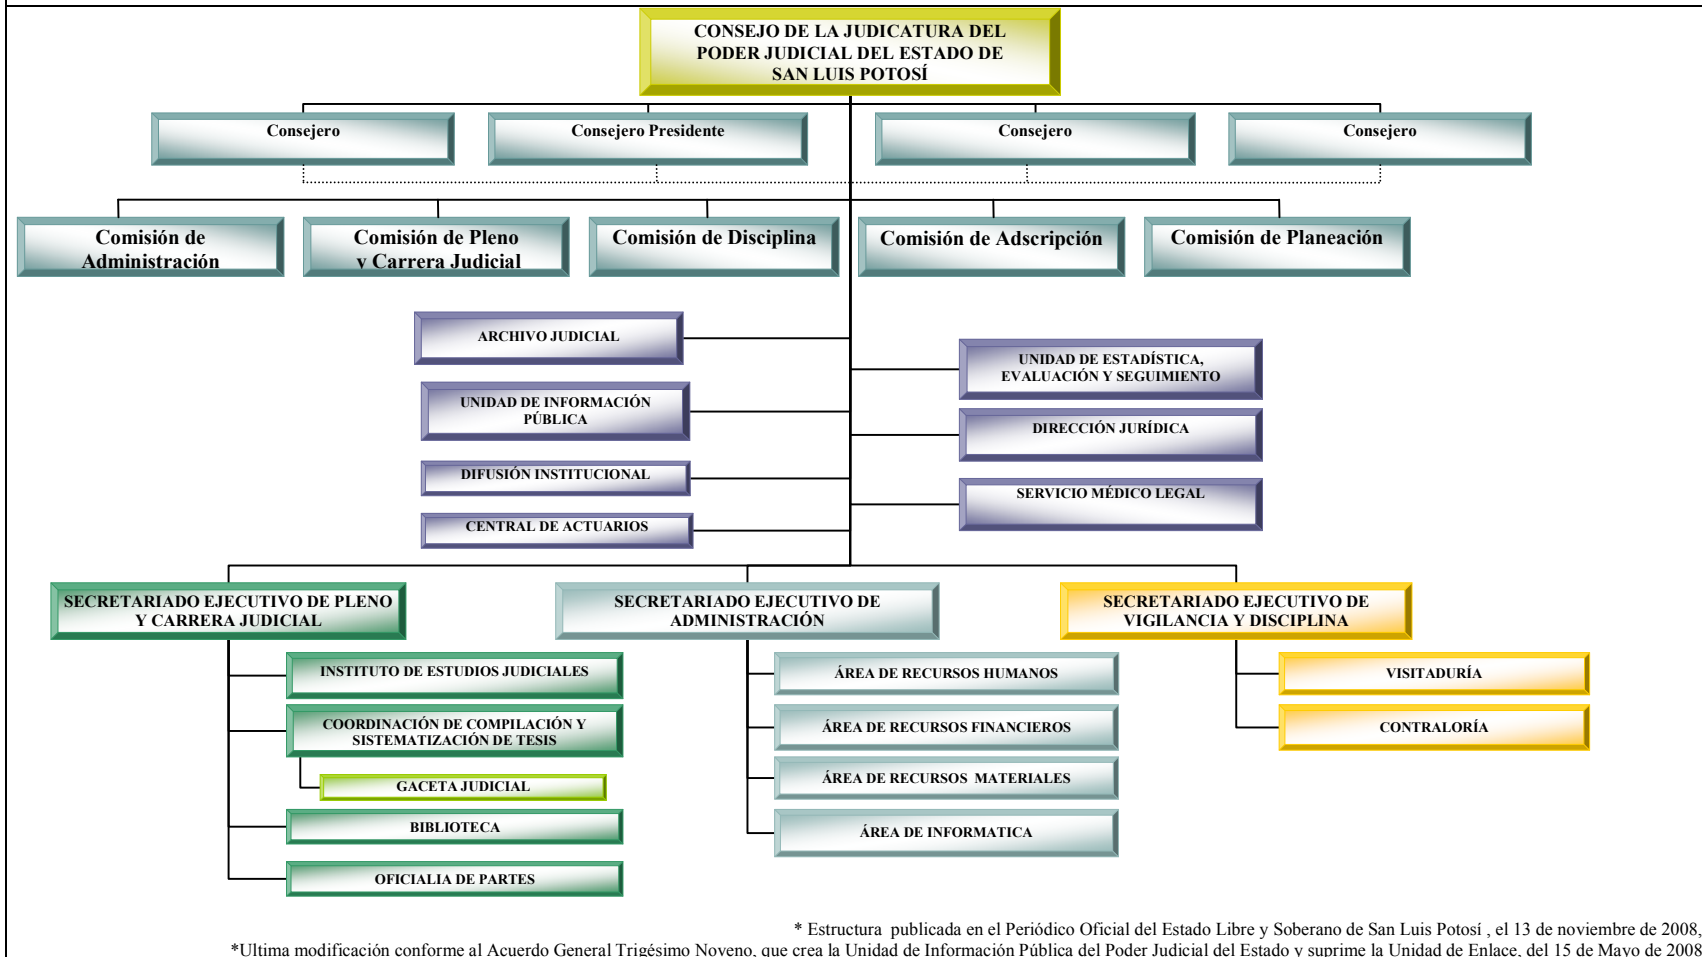 CONSEJO DE LA JUDICATURA DEL
PODER JUDICIAL DEL ESTADO DE
SAN LUIS POTOSÍ
Consejero
Consejero Presidente
Consejero
Consejero
Comisión de
Administración
Comisión de Pleno
y Carrera Judicial
Comisión de Disciplina
Comisión de Adscripción
Comisión de Planeación
ARCHIVO JUDICIAL
UNIDAD DE INFORMACIÓN
PÚBLICA
DIFUSIÓN INSTITUCIONAL
CENTRAL DE ACTUARIOS
UNIDAD DE ESTADÍSTICA,
EVALUACIÓN Y SEGUIMIENTO
DIRECCIÓN JURÍDICA
SERVICIO MÉDICO LEGAL
SECRETARIADO EJECUTIVO DE PLENO
Y CARRERA JUDICIAL
INSTITUTO DE ESTUDIOS JUDICIALES
COORDINACIÓN DE COMPILACIÓN Y
SISTEMATIZACIÓN DE TESIS
GACETA JUDICIAL
BIBLIOTECA
OFICIALIA DE PARTES
SECRETARIADO EJECUTIVO DE
ADMINISTRACIÓN
ÁREA DE RECURSOS HUMANOS
ÁREA DE RECURSOS FINANCIEROS
ÁREA DE RECURSOS MATERIALES
ÁREA DE INFORMATICA
SECRETARIADO EJECUTIVO DE
VIGILANCIA Y DISCIPLINA
VISITADURÍA
CONTRALORÍA
* Estructura publicada en el Periódico Oficial del Estado Libre y Soberano de San Luis Potosí , el 13 de noviembre de 2008,
*Ultima modificación conforme al Acuerdo General Trigésimo Noveno, que crea la Unidad de Información Pública del Poder Judicial del Estado y suprime la Unidad de Enlace, del 15 de Mayo de 2008